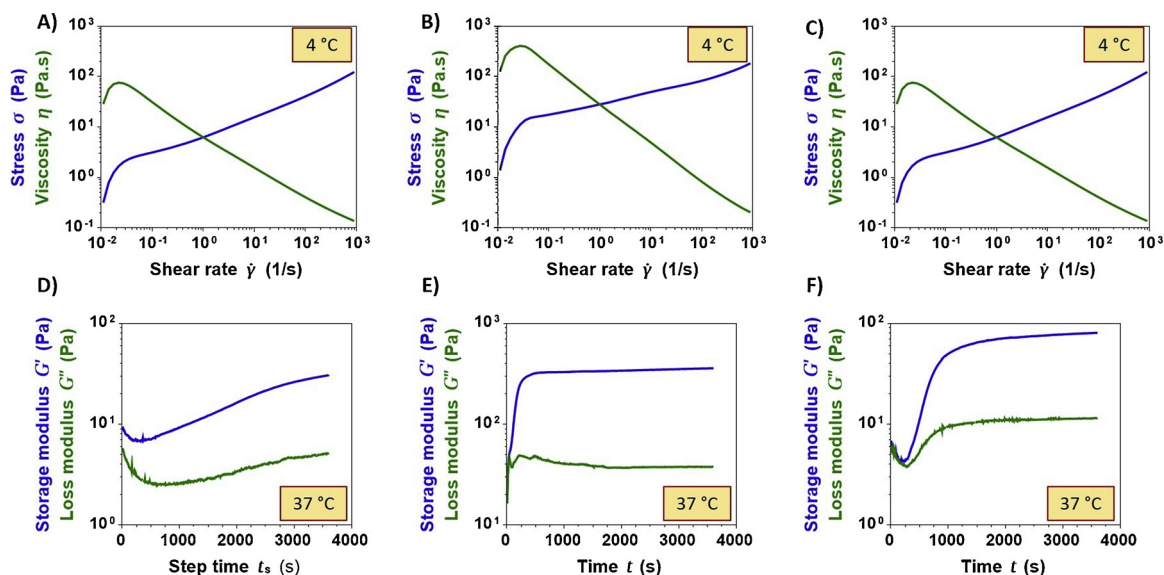 A)
B)
C)
4 °C
4 °C
4 °C
Stress σ (Pa)
Viscosity η (Pa.s)
10³
10²
10¹
10⁰
10⁻¹
10⁻² 10⁻¹ 10⁰ 10¹ 10² 10³
Shear rate γ̇ (1/s)
Stress σ (Pa)
Viscosity η (Pa.s)
10³
10²
10¹
10⁰
10⁻¹
10⁻² 10⁻¹ 10⁰ 10¹ 10² 10³
Shear rate γ̇ (1/s)
Stress σ (Pa)
Viscosity η (Pa.s)
10³
10²
10¹
10⁰
10⁻¹
10⁻² 10⁻¹ 10⁰ 10¹ 10² 10³
Shear rate γ̇ (1/s)
D)
Storage modulus G' (Pa)
Loss modulus G'' (Pa)
10²
10¹
10⁰
37 °C
0 1000 2000 3000 4000
Step time tₛ (s)
E)
Storage modulus G' (Pa)
Loss modulus G'' (Pa)
10³
10²
10¹
37 °C
0 1000 2000 3000 4000
Time t (s)
F)
Storage modulus G' (Pa)
Loss modulus G'' (Pa)
10²
10¹
10⁰
37 °C
0 1000 2000 3000 4000
Time t (s)